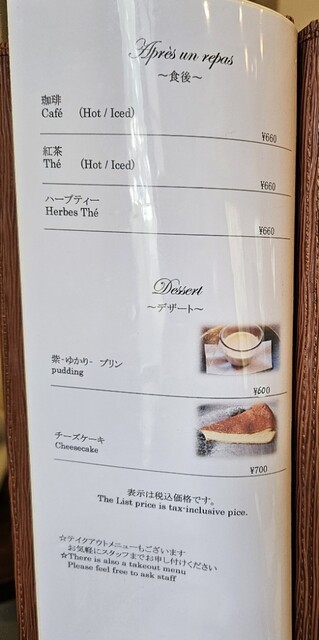 Après un repas
～食後～
珈琲
Café (Hot / Iced)
¥660
紅茶
Thé (Hot / Iced)
¥660
ハーブティー
Herbes Thé
¥660
Dessert
～デザート～
紫-ゆかり- プリン
pudding
¥600
チーズケーキ
Cheesecake
¥700
表示は税込価格です。
The List price is tax-inclusive pice.
☆テイクアウトメニューもございます
お気軽にスタッフまでお申し付けください
☆There is also a takeout menu
Please feel free to ask staff